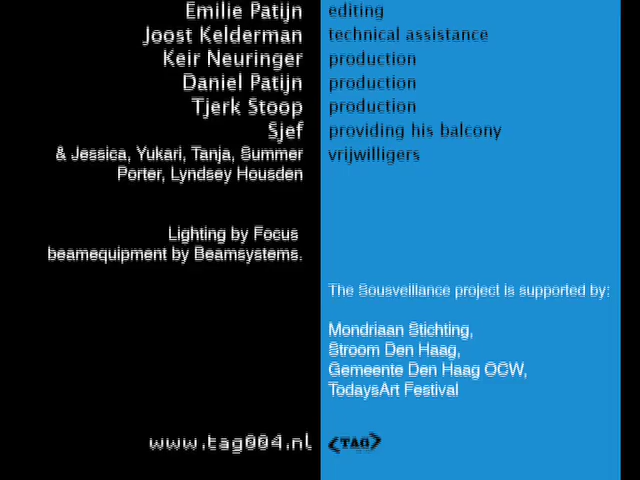 Emilie Patijn editing
Joost Kelderman technical assistance
Keir Neuringer production
Daniel Patijn production
Tjerk Stoop production
Sjef providing his balcony
& Jessica, Yukari, Tanja, Summer vrijwilligers
Porter, Lyndsey Housden
Lighting by Focus
beamequipment by Beamsystems.
The Sousveillance project is supported by:
Mondriaan Stichting,
Stroom Den Haag,
Gemeente Den Haag OCW,
TodaysArt Festival
www.tag004.nl <TAG>